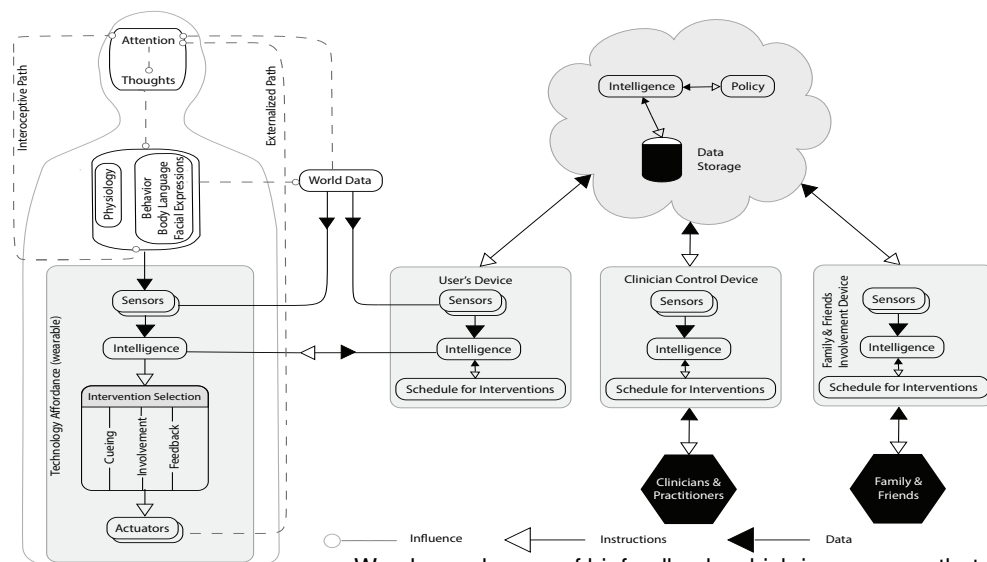 Attention
Thoughts
Interoceptive Path
Externalized Path
Physiology
Behavior
Body Language
Facial Expressions
World Data
Technology Affordance (wearable)
Sensors
Intelligence
Intervention Selection
Cueing
Involvement
Feedback
Actuators
Intelligence
Policy
Data
Storage
User's Device
Sensors
Intelligence
Schedule for Interventions
Clinician Control Device
Sensors
Intelligence
Schedule for Interventions
Family & Friends
Involvement Device
Sensors
Intelligence
Schedule for Interventions
Clinicians &
Practitioners
Family &
Friends
Influence
Instructions
Data